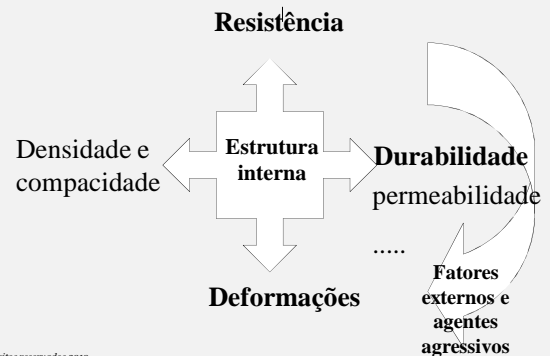 Resistência
Densidade e
compacidade
Estrutura
interna
Durabilidade
permeabilidade
.....
Deformações
Fatores
externos e
agentes
agressivos